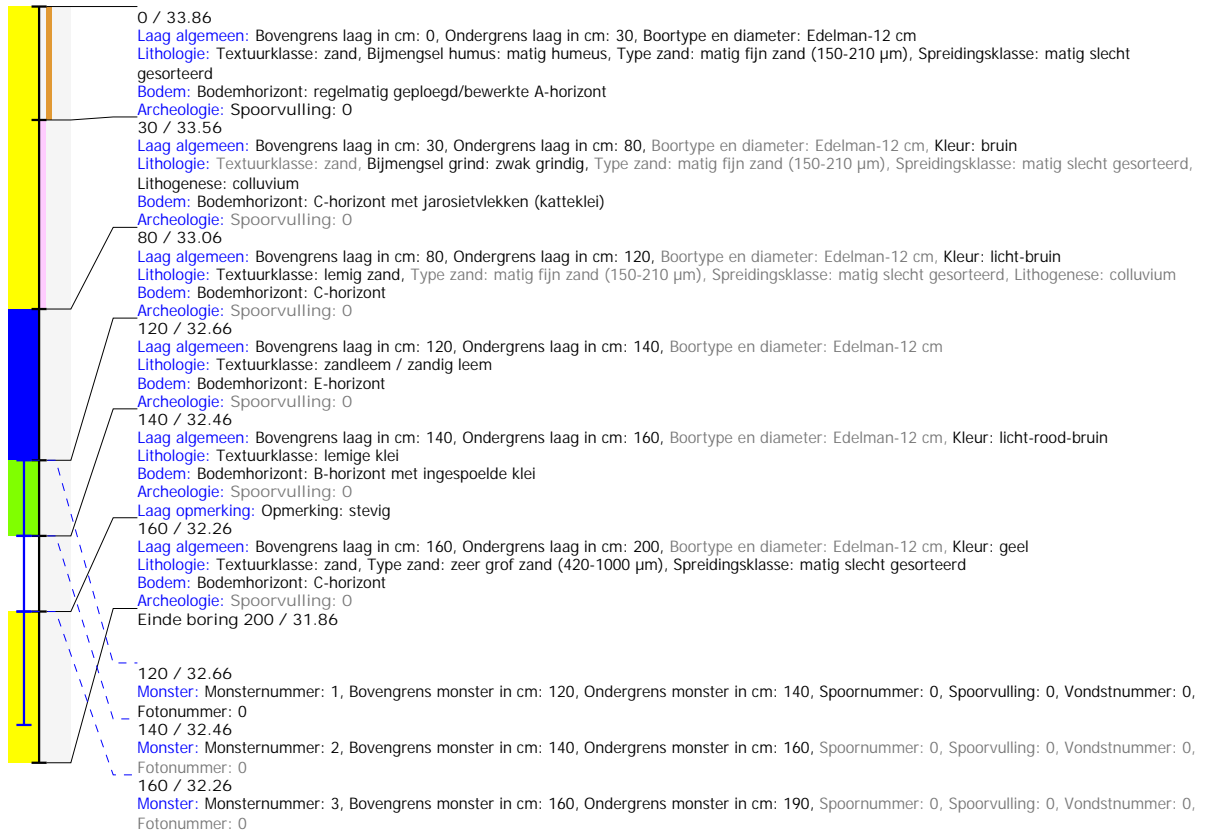 0 / 33.86
Laag algemeen: Bovengrens laag in cm: 0, Ondergrens laag in cm: 30, Boortype en diameter: Edelman-12 cm
Lithologie: Textuurklasse: zand, Bijmengsel humus: matig humeus, Type zand: matig fijn zand (150-210 µm), Spreidingsklasse: matig slecht
gesorteerd
Bodem: Bodemhorizont: regelmatig geploegd/bewerkte A-horizont
Archeologie: Spoorvulling: 0
30 / 33.56
Laag algemeen: Bovengrens laag in cm: 30, Ondergrens laag in cm: 80, Boortype en diameter: Edelman-12 cm, Kleur: bruin
Lithologie: Textuurklasse: zand, Bijmengsel grind: zwak grindig, Type zand: matig fijn zand (150-210 µm), Spreidingsklasse: matig slecht gesorteerd,
Lithogenese: colluvium
Bodem: Bodemhorizont: C-horizont met jarosietvlekken (katteklei)
Archeologie: Spoorvulling: 0
80 / 33.06
Laag algemeen: Bovengrens laag in cm: 80, Ondergrens laag in cm: 120, Boortype en diameter: Edelman-12 cm, Kleur: licht-bruin
Lithologie: Textuurklasse: lemig zand, Type zand: matig fijn zand (150-210 µm), Spreidingsklasse: matig slecht gesorteerd, Lithogenese: colluvium
Bodem: Bodemhorizont: C-horizont
Archeologie: Spoorvulling: 0
120 / 32.66
Laag algemeen: Bovengrens laag in cm: 120, Ondergrens laag in cm: 140, Boortype en diameter: Edelman-12 cm
Lithologie: Textuurklasse: zandleem / zandig leem
Bodem: Bodemhorizont: E-horizont
Archeologie: Spoorvulling: 0
140 / 32.46
Laag algemeen: Bovengrens laag in cm: 140, Ondergrens laag in cm: 160, Boortype en diameter: Edelman-12 cm, Kleur: licht-rood-bruin
Lithologie: Textuurklasse: lemige klei
Bodem: Bodemhorizont: B-horizont met ingespoelde klei
Archeologie: Spoorvulling: 0
Laag opmerking: Opmerking: stevig
160 / 32.26
Laag algemeen: Bovengrens laag in cm: 160, Ondergrens laag in cm: 200, Boortype en diameter: Edelman-12 cm, Kleur: geel
Lithologie: Textuurklasse: zand, Type zand: zeer grof zand (420-1000 µm), Spreidingsklasse: matig slecht gesorteerd
Bodem: Bodemhorizont: C-horizont
Archeologie: Spoorvulling: 0
Einde boring 200 / 31.86
120 / 32.66
Monster: Monsternummer: 1, Bovengrens monster in cm: 120, Ondergrens monster in cm: 140, Spoornummer: 0, Spoorvulling: 0, Vondstnummer: 0,
Fotonummer: 0
140 / 32.46
Monster: Monsternummer: 2, Bovengrens monster in cm: 140, Ondergrens monster in cm: 160, Spoornummer: 0, Spoorvulling: 0, Vondstnummer: 0,
Fotonummer: 0
160 / 32.26
Monster: Monsternummer: 3, Bovengrens monster in cm: 160, Ondergrens monster in cm: 190, Spoornummer: 0, Spoorvulling: 0, Vondstnummer: 0,
Fotonummer: 0